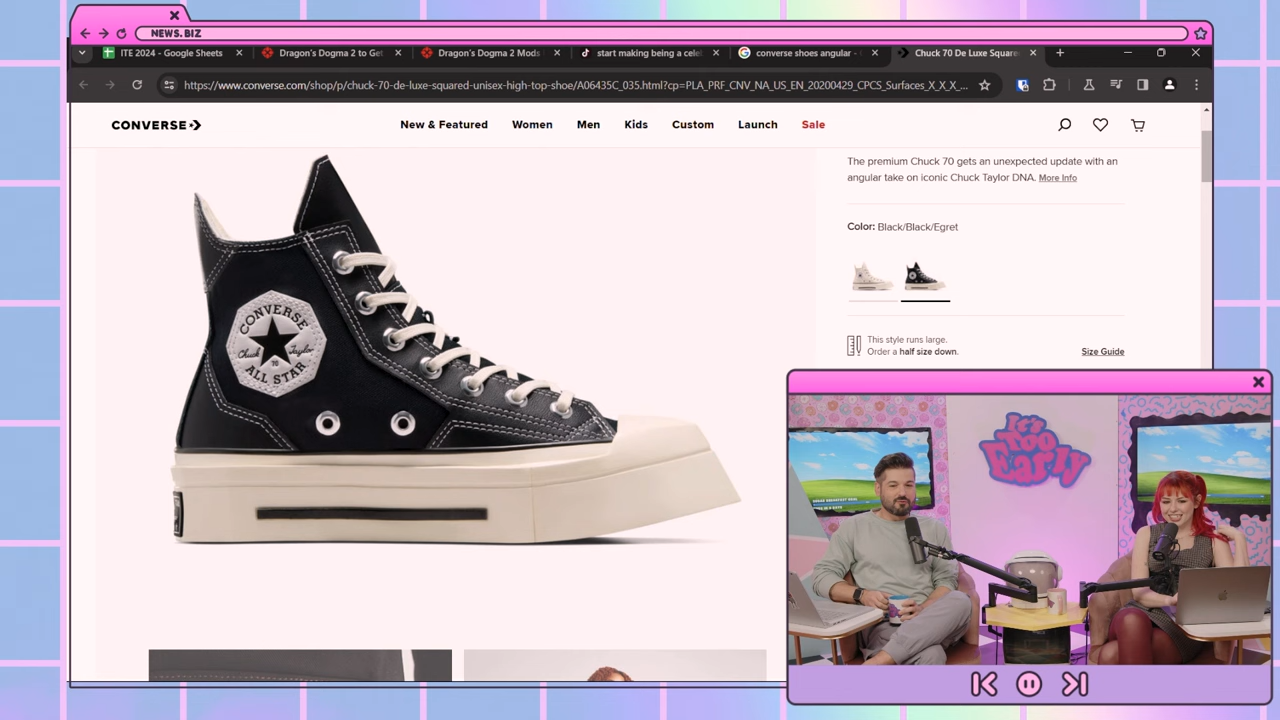 NEWS.BIZ
ITE 2024 - Google Sheets
Dragon's Dogma 2 to Get
Dragon's Dogma 2 Mods
start making being a cele
converse shoes angular -
Chuck 70 De Luxe Square
https://www.converse.com/shop/p/chuck-70-de-luxe-squared-unisex-high-top-shoe/A06435C_035.html?cp=PLA_PRF_CNV_NA_US_EN_20200429_CPCS_Surfaces_X_X_X_...
CONVERSE
New & Featured
Women
Men
Kids
Custom
Launch
Sale
The premium Chuck 70 gets an unexpected update with an
angular take on iconic Chuck Taylor DNA. More Info
Color: Black/Black/Egret
This style runs large.
Order a half size down.
Size Guide
CONVERSE
Chuck Taylor
70
ALL STAR
It's
Too
Early